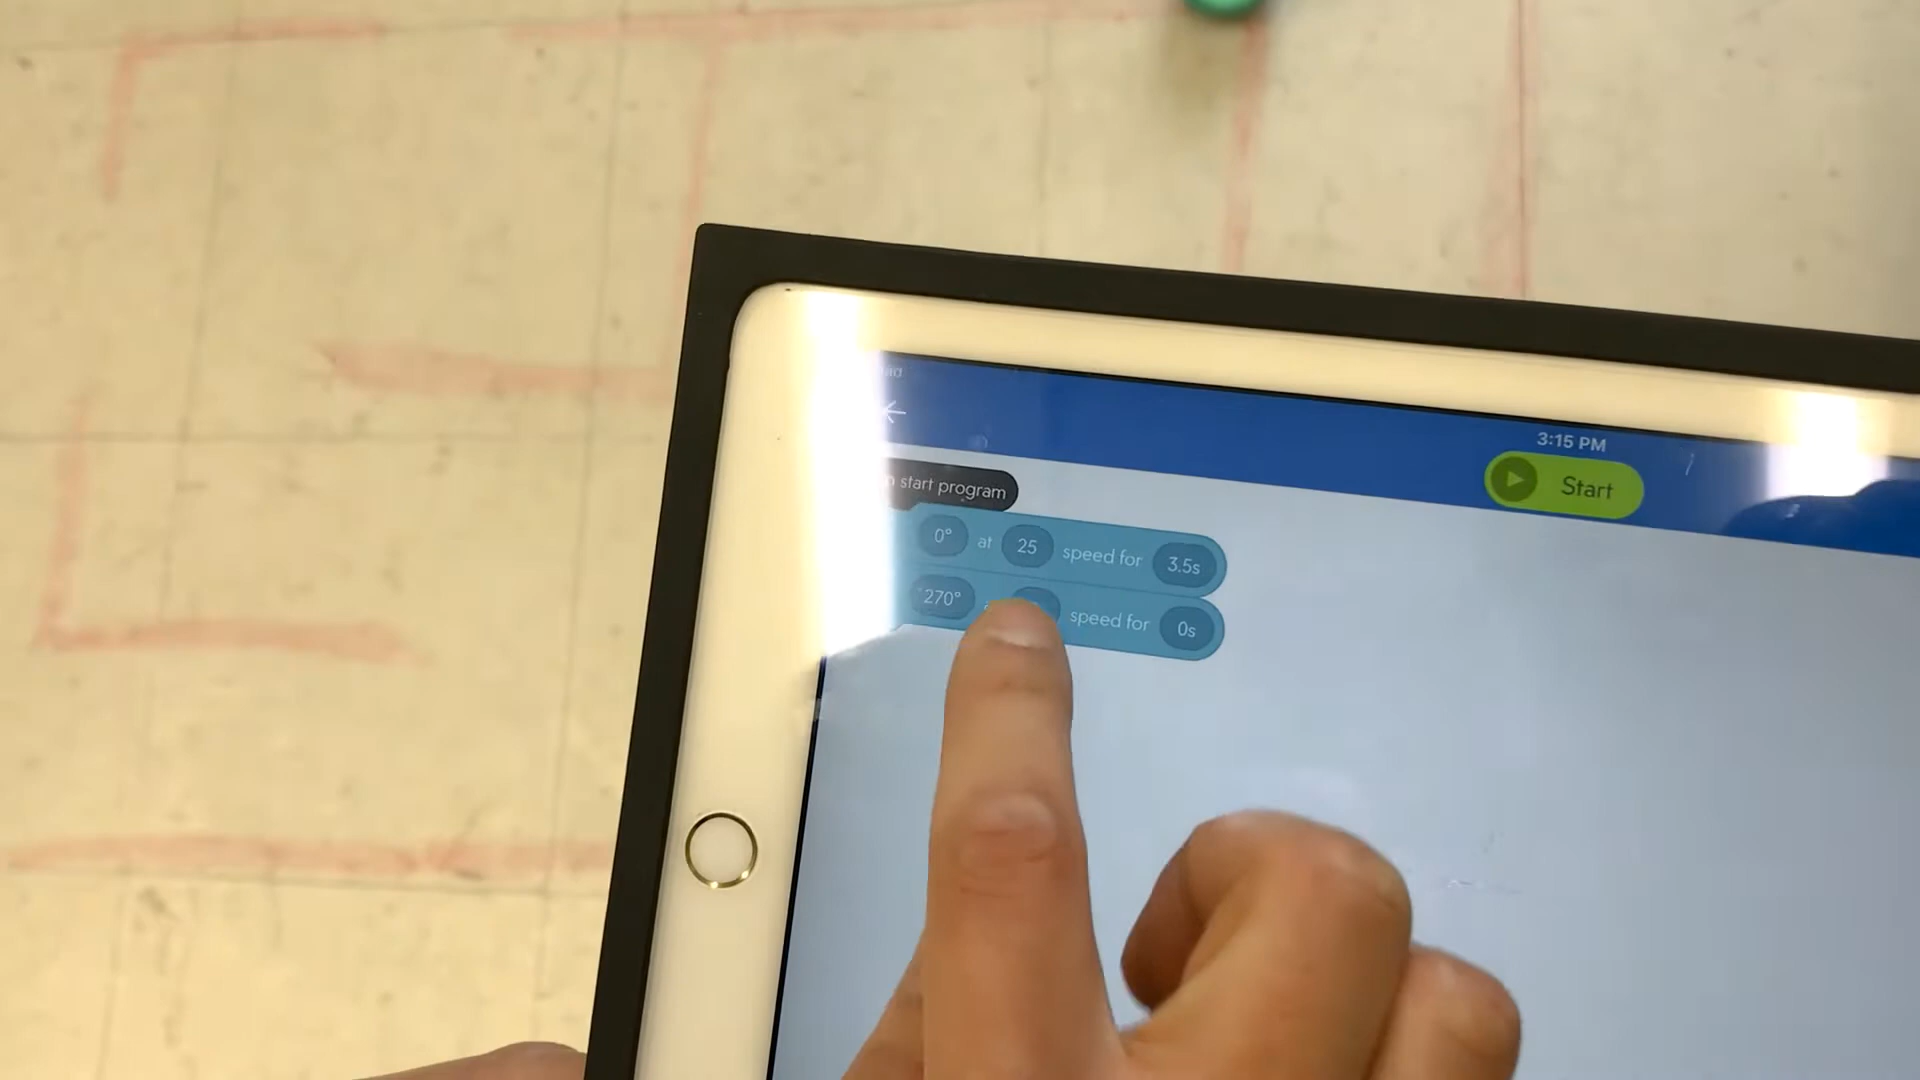 3:15 PM
Start
start program
0° at 25 speed for 3.5s
270° speed for 0s